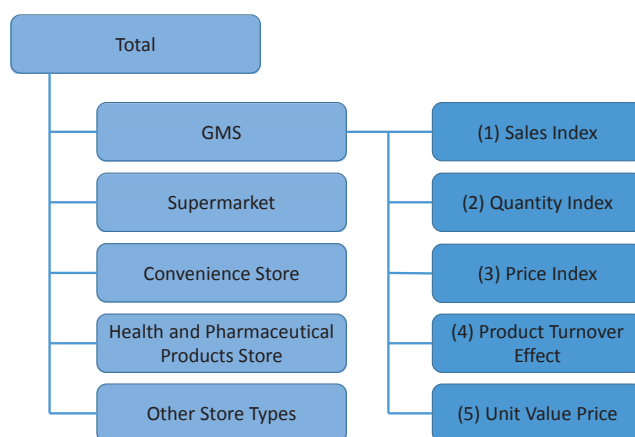 Total
GMS
(1) Sales Index
Supermarket
(2) Quantity Index
Convenience Store
(3) Price Index
Health and Pharmaceutical
Products Store
(4) Product Turnover
Effect
Other Store Types
(5) Unit Value Price